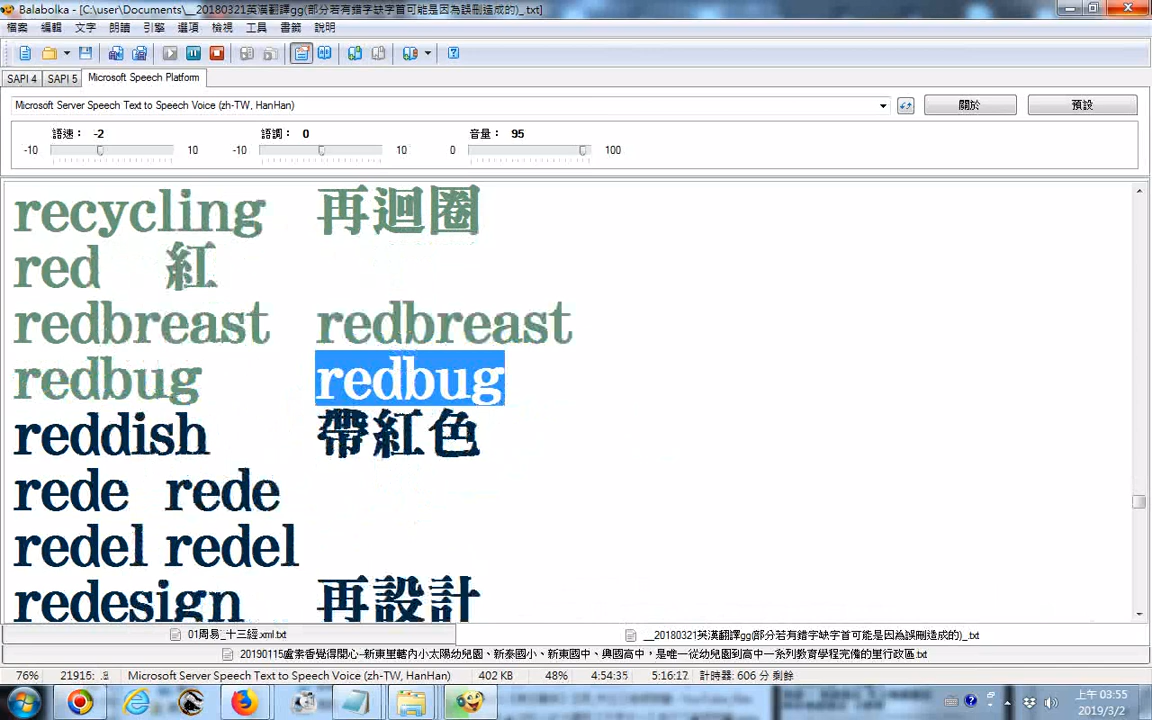 Balabolka - [C:\user\Documents\__20180321英漢翻譯gg(部分若有錯字缺字首可能是因為誤刪造成的)_.txt]
檔案 編輯 文字 朗讀 引擎 選項 檢視 工具 書籤 說明
SAPI 4 SAPI 5 Microsoft Speech Platform
Microsoft Server Speech Text to Speech Voice (zh-TW, HanHan) 關於 預設
語速： -2 語調： 0 音量： 95
-10 10 -10 10 0 100
recycling 再迴圈
red 紅
redbreast redbreast
redbug redbug
reddish 帶紅色
rede rede
redel redel
redesign 再設計
01周易_十三經.xml.txt __20180321英漢翻譯gg(部分若有錯字缺字首可能是因為誤刪造成的)_.txt
20190115盧素香覺得開心-新東里轄內小太陽幼兒園、新泰國小、新東國中、興國高中，是唯一從幼兒園到高中一系列教育學程完備的里行政區.txt
76% Microsoft Server Speech Text to Speech Voice (zh-TW, HanHan) 402 KB 48% 4:54:35 5:16:17 計時器: 606 分 剩餘
上午 03:55
2019/3/2